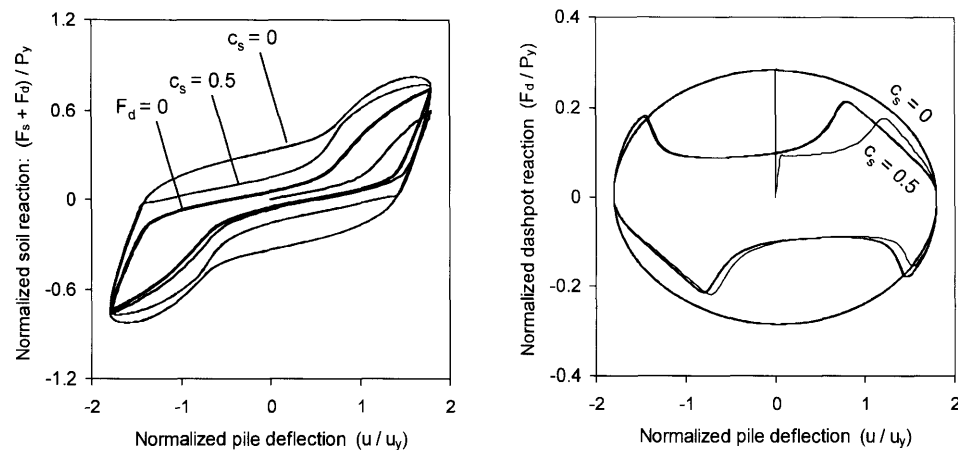 Normalized soil reaction: (Fs + Fd) / Py
1.2
0.6
0
-0.6
-1.2
-2
-1
0
1
2
Normalized pile deflection (u / uy)
cs = 0
cs = 0.5
Fd = 0
Normalized dashpot reaction (Fd / Py)
0.4
0.2
0
-0.2
-0.4
-2
-1
0
1
2
Normalized pile deflection (u / uy)
cs = 0
cs = 0.5